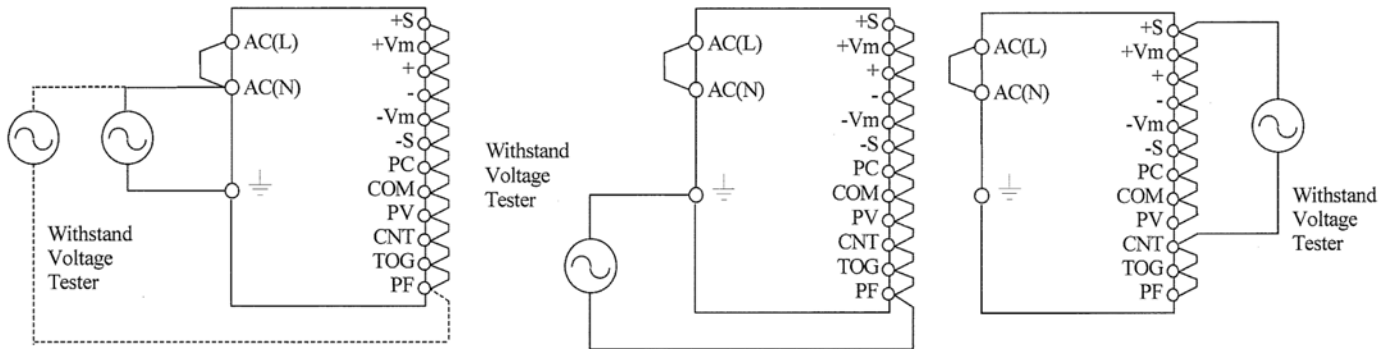 +S
AC(L)
+Vm
+
AC(N)
-
-Vm
-S
PC
COM
PV
CNT
TOG
PF
Withstand
Voltage
Tester
+S
AC(L)
+Vm
+
AC(N)
-
-Vm
-S
PC
COM
PV
CNT
TOG
PF
Withstand
Voltage
Tester
+S
AC(L)
+Vm
+
AC(N)
-
-Vm
-S
PC
COM
PV
CNT
TOG
PF
Withstand
Voltage
Tester